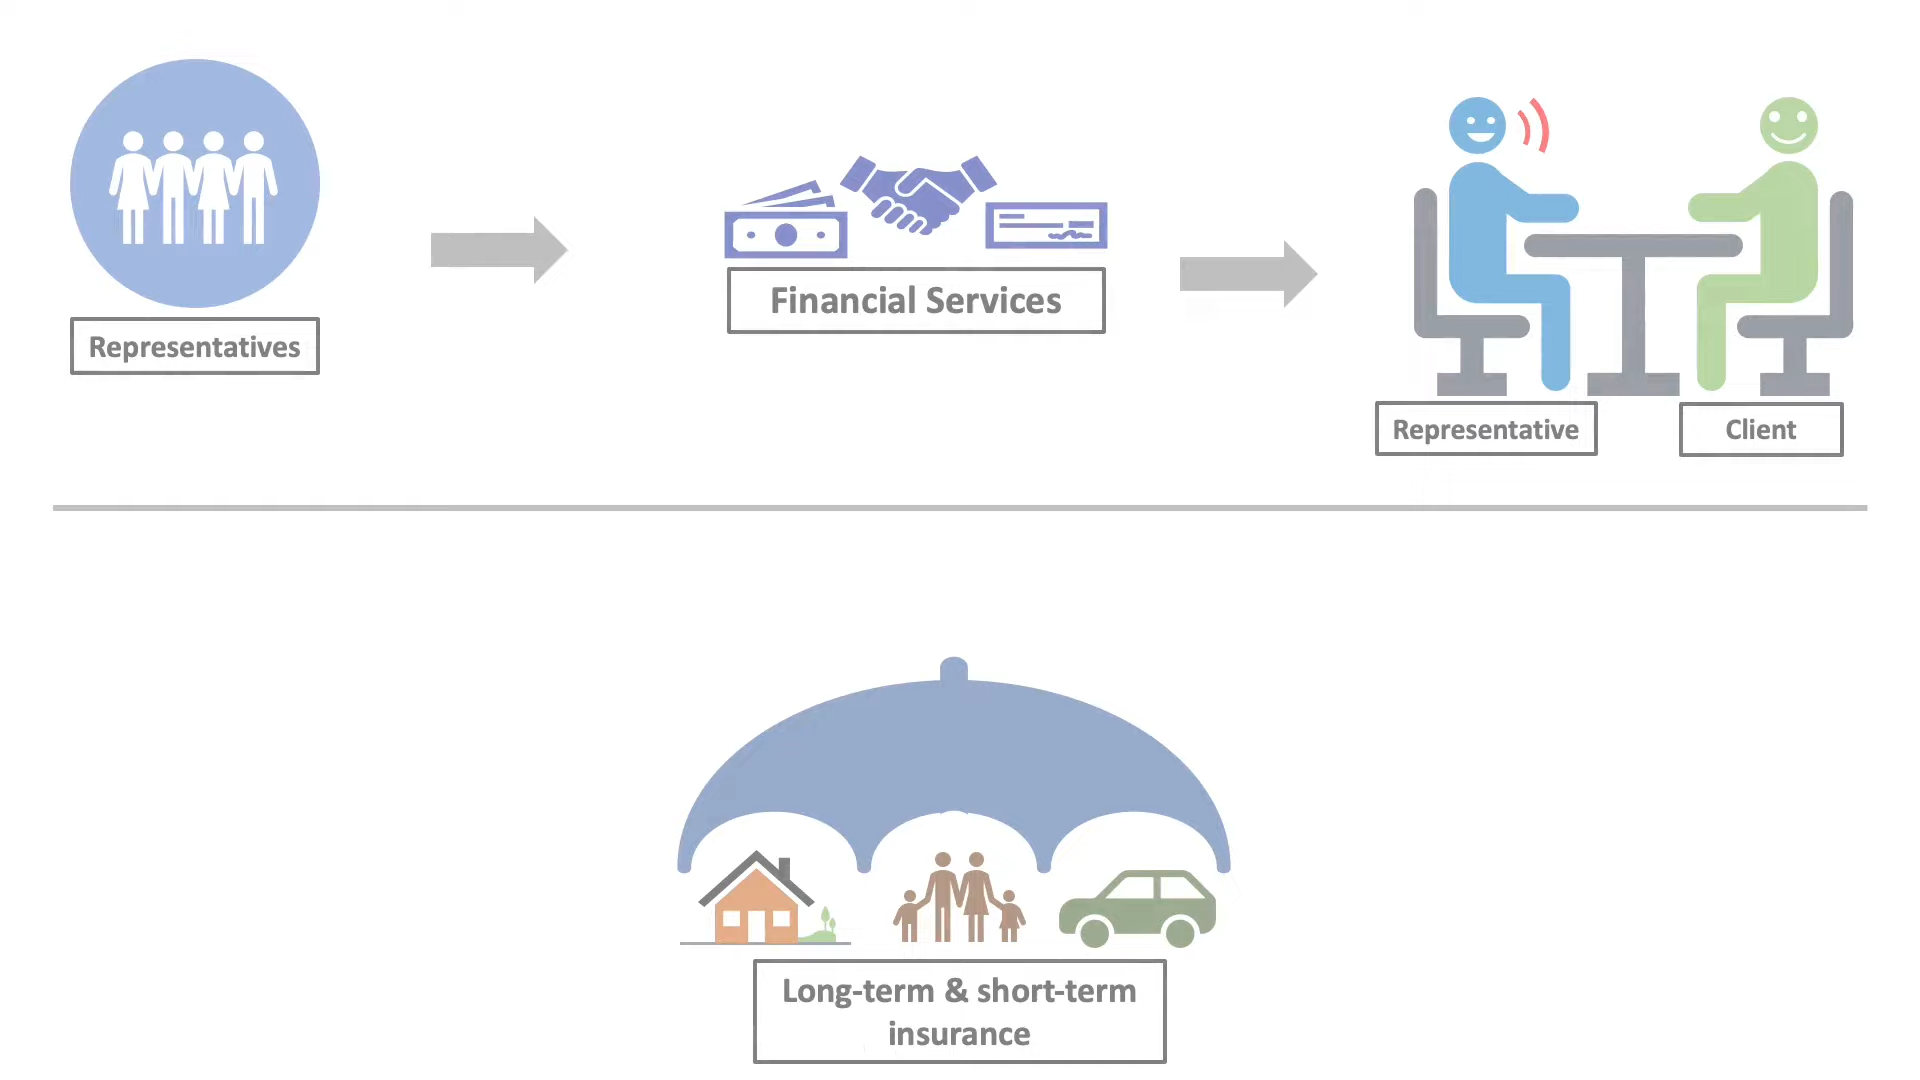 Representatives
Financial Services
Representative
Client
Long-term & short-term
insurance